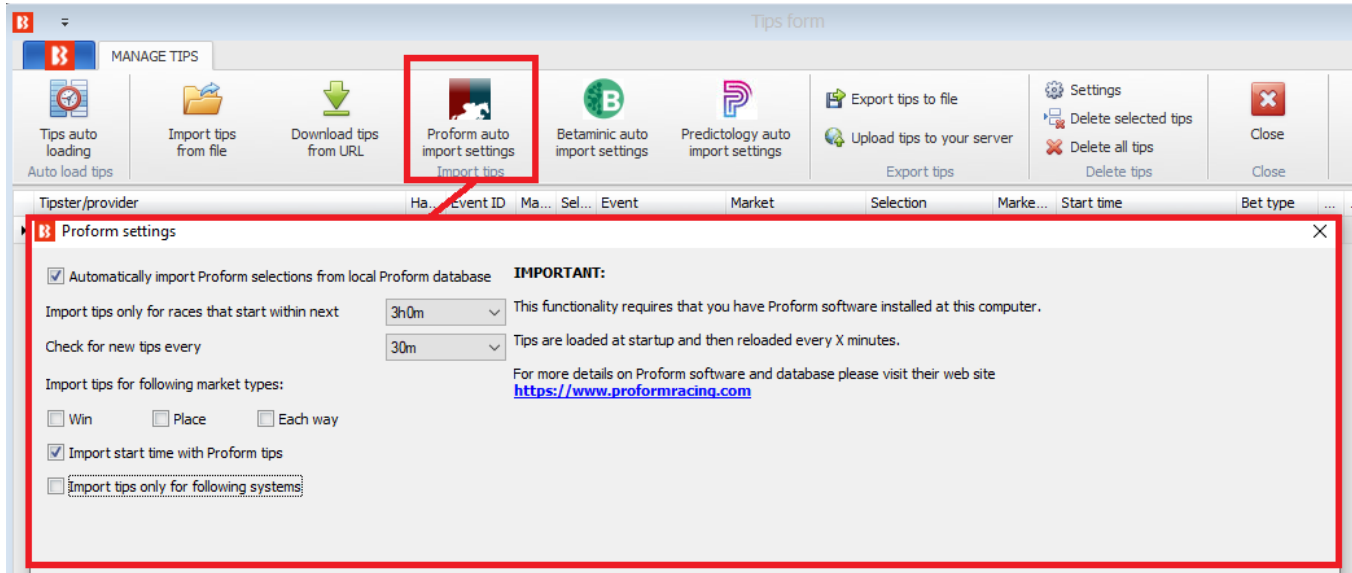 Tips form
MANAGE TIPS
Tips auto loading
Import tips from file
Download tips from URL
Proform auto import settings
Betaminic auto import settings
Predictology auto import settings
Export tips to file
Upload tips to your server
Settings
Delete selected tips
Delete all tips
Close
Auto load tips
Import tips
Export tips
Delete tips
Close
Tipster/provider Ha... Event ID Ma... Sel... Event Market Selection Marke... Start time Bet type ...
Proform settings
Automatically import Proform selections from local Proform database
Import tips only for races that start within next 3h0m
Check for new tips every 30m
Import tips for following market types:
Win Place Each way
Import start time with Proform tips
Import tips only for following systems
IMPORTANT:
This functionality requires that you have Proform software installed at this computer.
Tips are loaded at startup and then reloaded every X minutes.
For more details on Proform software and database please visit their web site
https://www.proformracing.com